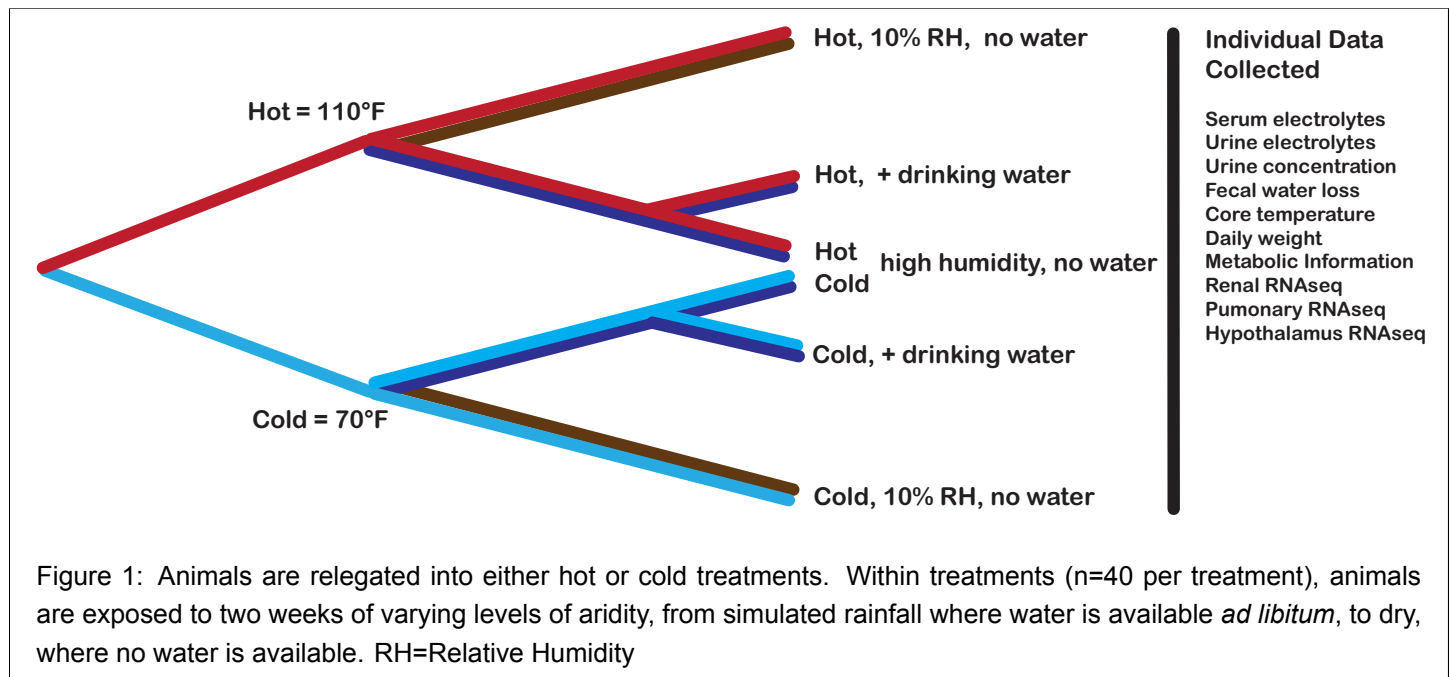 Hot, 10% RH, no water
Hot = 110°F
Hot, + drinking water
Hot
Cold
high humidity, no water
Cold, + drinking water
Cold = 70°F
Cold, 10% RH, no water
Individual Data
Collected
Serum electrolytes
Urine electrolytes
Urine concentration
Fecal water loss
Core temperature
Daily weight
Metabolic Information
Renal RNAseq
Pumonary RNAseq
Hypothalamus RNAseq
Figure 1: Animals are relegated into either hot or cold treatments. Within treatments (n=40 per treatment), animals
are exposed to two weeks of varying levels of aridity, from simulated rainfall where water is available ad libitum, to dry,
where no water is available. RH=Relative Humidity